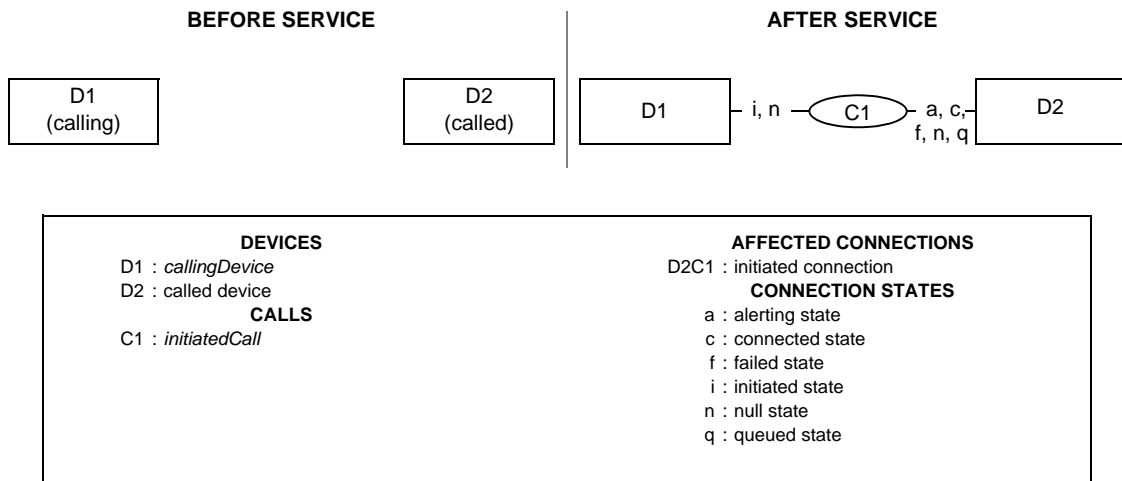 BEFORE SERVICE
AFTER SERVICE
D1
(calling)
D2
(called)
D1
i, n
C1
a, c,
f, n, q
D2
DEVICES
D1 : callingDevice
D2 : called device
CALLS
C1 : initiatedCall
AFFECTED CONNECTIONS
D2C1 : initiated connection
CONNECTION STATES
a : alerting state
c : connected state
f : failed state
i : initiated state
n : null state
q : queued state